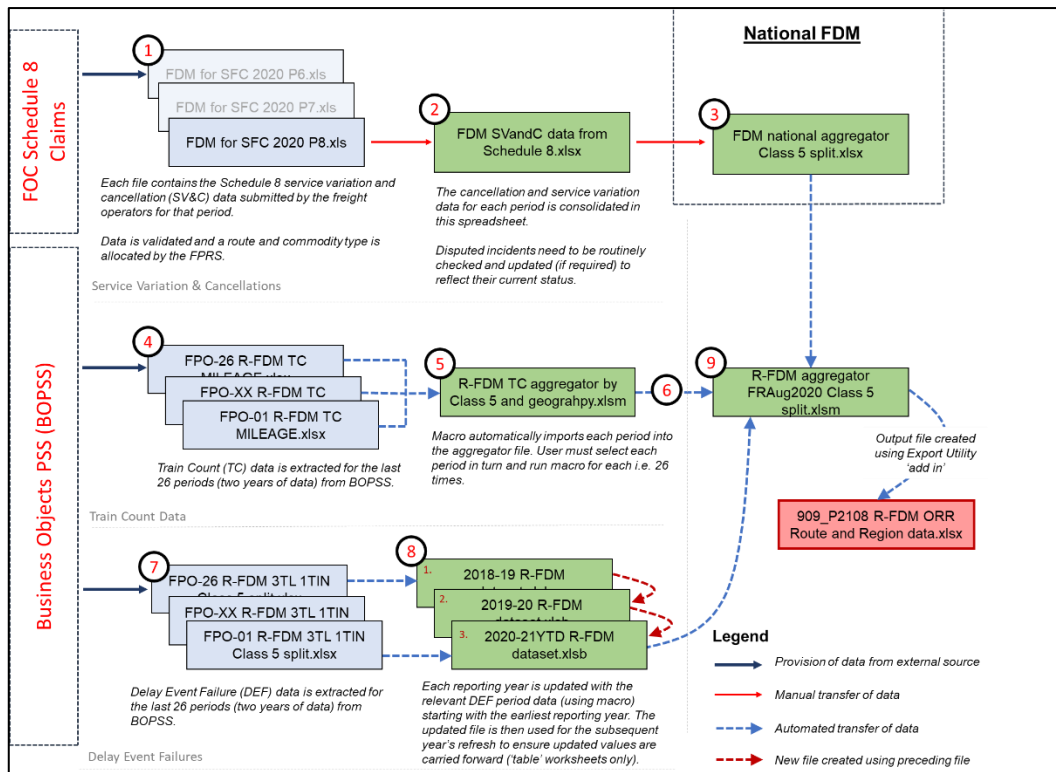 FOC Schedule 8
Claims
1
FDM for SFC 2020 P6.xls
FDM for SFC 2020 P7.xls
FDM for SFC 2020 P8.xls
Each file contains the Schedule 8 service variation and
cancellation (SV&C) data submitted by the freight
operators for that period.
Data is validated and a route and commodity type is
allocated by the FPRS.
2
FDM SVandC data from
Schedule 8.xlsx
The cancellation and service variation
data for each period is consolidated in
this spreadsheet.
Disputed incidents need to be routinely
checked and updated (if required) to
reflect their current status.
National FDM
3
FDM national aggregator
Class 5 split.xlsx
Service Variation & Cancellations
Business Objects PSS (BOPSS)
4
FPO-26 R-FDM TC
MILEAGE.xlsx
FPO-XX R-FDM TC
FPO-01 R-FDM TC
MILEAGE.xlsx
Train Count (TC) data is extracted for the last
26 periods (two years of data) from BOPSS.
5
R-FDM TC aggregator by
Class 5 and geograhpy.xlsm
Macro automatically imports each period into
the aggregator file. User must select each
period in turn and run macro for each i.e. 26
times.
6
9
R-FDM aggregator
FRAug2020 Class 5
split.xlsm
Output file created
using Export Utility
‘add in’
909_P2108 R-FDM ORR
Route and Region data.xlsx
Train Count Data
7
FPO-26 R-FDM 3TL 1TIN
Class 5 split.xlsx
FPO-XX R-FDM 3TL 1TIN
FPO-01 R-FDM 3TL 1TIN
Class 5 split.xlsx
Delay Event Failure (DEF) data is extracted for
the last 26 periods (two years of data) from
BOPSS.
8
1.
2018-19 R-FDM
2.
2019-20 R-FDM
dataset.xlsb
3.
2020-21YTD R-FDM
dataset.xlsb
Each reporting year is updated with the
relevant DEF period data (using macro)
starting with the earliest reporting year. The
updated file is then used for the subsequent
year’s refresh to ensure updated values are
carried forward (‘table’ worksheets only).
Delay Event Failures
Legend
Provision of data from external source
Manual transfer of data
Automated transfer of data
New file created using preceding file